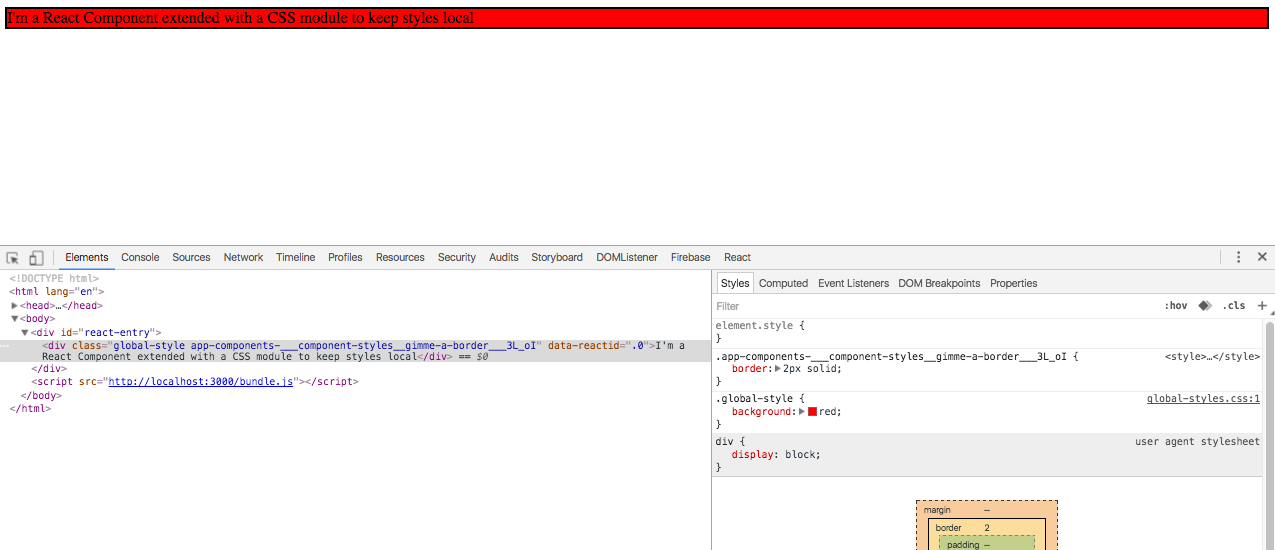 I'm a React Component extended with a CSS module to keep styles local
Elements Console Sources Network Timeline Profiles Resources Security Audits Storyboard DOMListener Firebase React
<!DOCTYPE html>
<html lang="en">
<head>…</head>
<body>
<div id="react-entry">
<div class="global-style app-components-___component-styles__gimme-a-border___3L_oI" data-reactid=".0">I'm a
React Component extended with a CSS module to keep styles local</div> == $0
</div>
<script src="http://localhost:3000/bundle.js"></script>
</body>
</html>
Styles Computed Event Listeners DOM Breakpoints Properties
Filter :hov .cls +
element.style {
}
.app-components-___component-styles__gimme-a-border___3L_oI { <style>…</style>
border: 2px solid;
}
.global-style { global-styles.css:1
background: red;
}
div { user agent stylesheet
display: block;
}
margin –
border 2
padding –